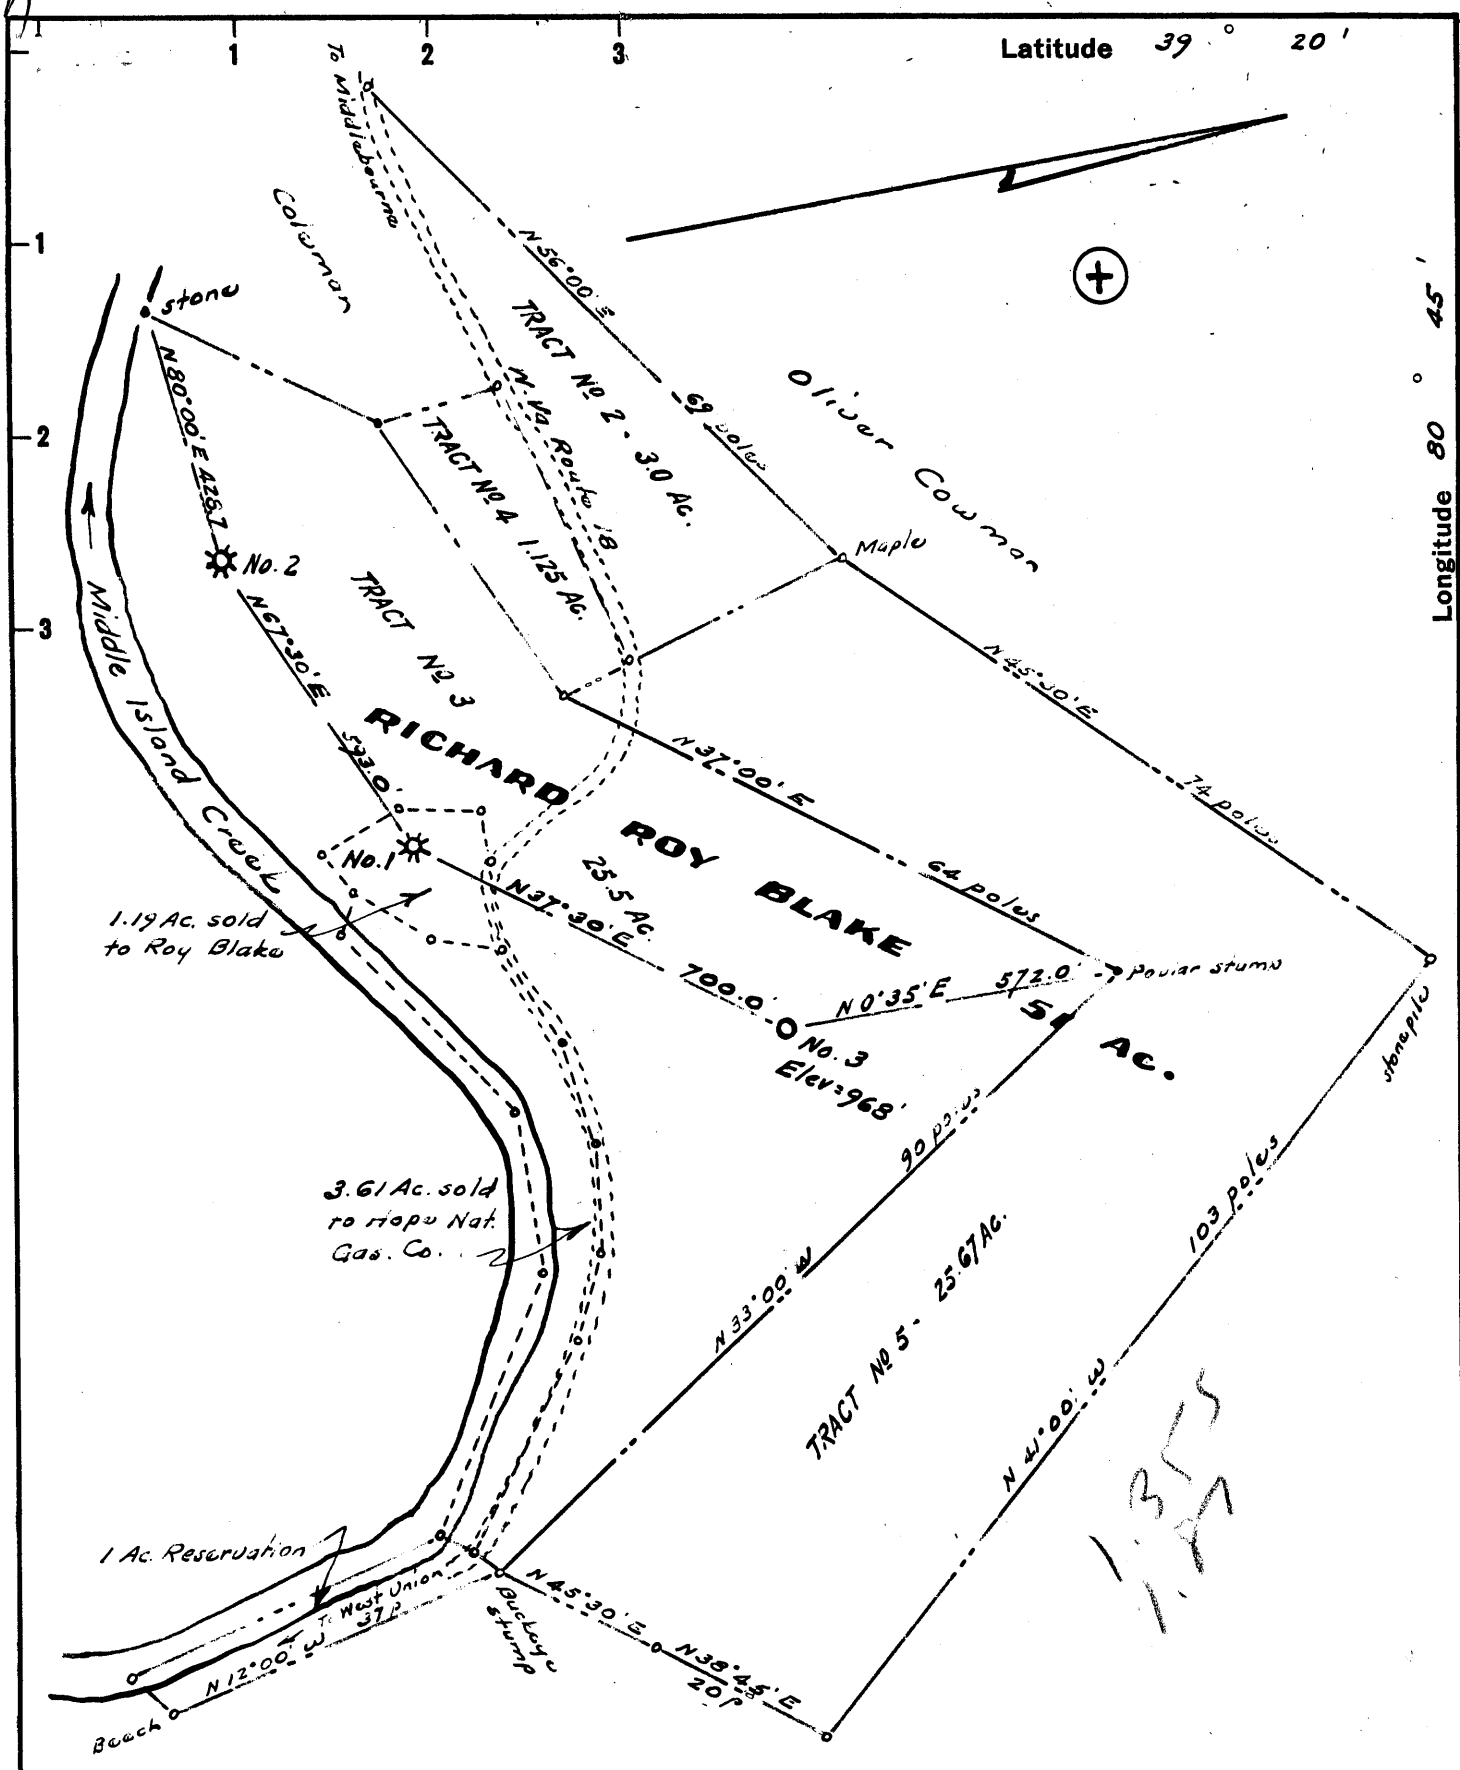 1 2 3
Latitude 39° 20'
1
2
3
Longitude 80° 45'
To Middlebourne
Colwman
stone
N 56°00' E
69 poles
TRACT No 2 - 3.0 Ac.
W. Va. Route 18
TRACT No 4 1.125 Ac.
Oliver Cowman
Maple
N 80°00' E 428.7
No. 2
N 67°30' E
593.0'
TRACT No 3
Middle Island Creek
N 45°30' E
74 poles
RICHARD ROY BLAKE
51 Ac.
N 37°00' E
64 poles
25.5 Ac.
No. 1
N 37°30' E
700.0'
1.19 Ac. sold
to Roy Blake
N 0°35' E 572.0'
Poplar stump
stonepile
No. 3
Elev=968'
90 poles
N 33°00' W
3.61 Ac. sold
to Hope Nat.
Gas. Co.
103 poles
N 41°00' W
TRACT No 5 - 25.67 Ac.
1.35
1 Ac. Reservation
To West Union
37 P
N 12°00' W
Buckeye
stump
N 45°30' E
N 38°45' E
20 P
Beech